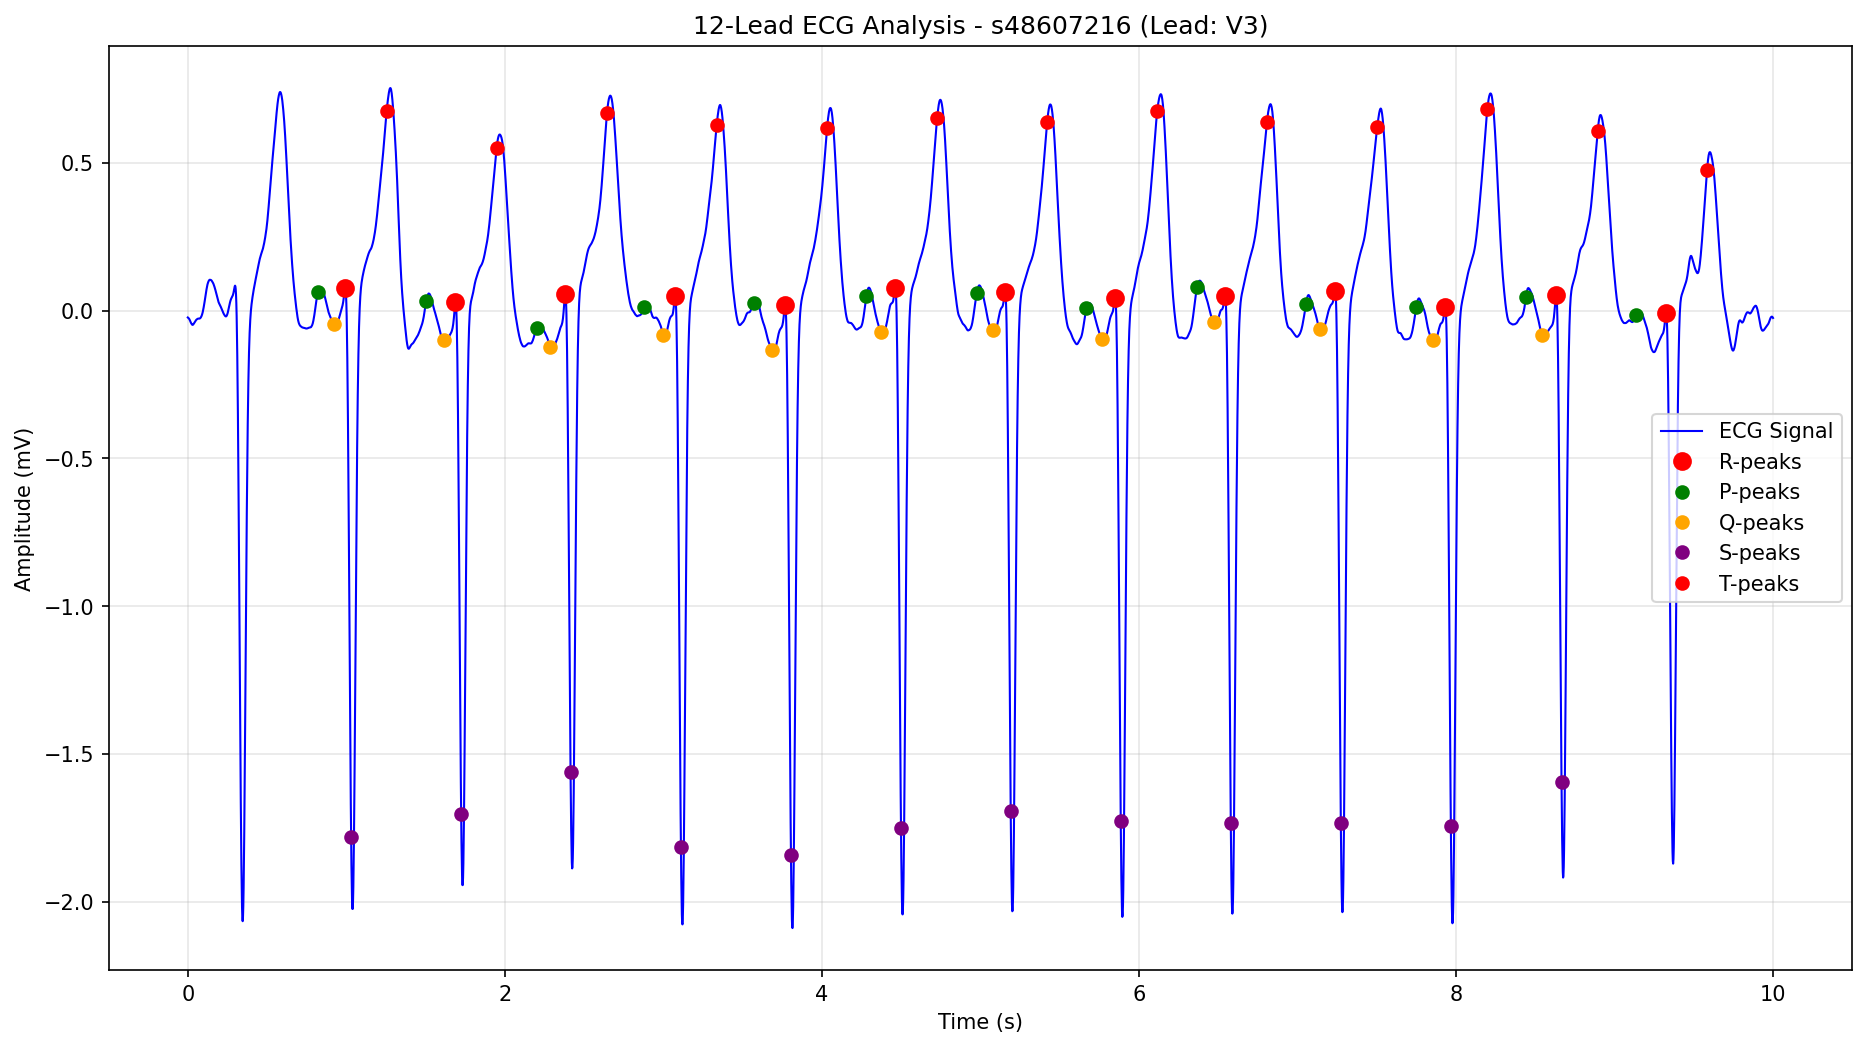 12-Lead ECG Analysis - s48607216 (Lead: V3)
Amplitude (mV)
0.5
0.0
−0.5
−1.0
−1.5
−2.0
ECG Signal
R-peaks
P-peaks
Q-peaks
S-peaks
T-peaks
0 2 4 6 8 10
Time (s)